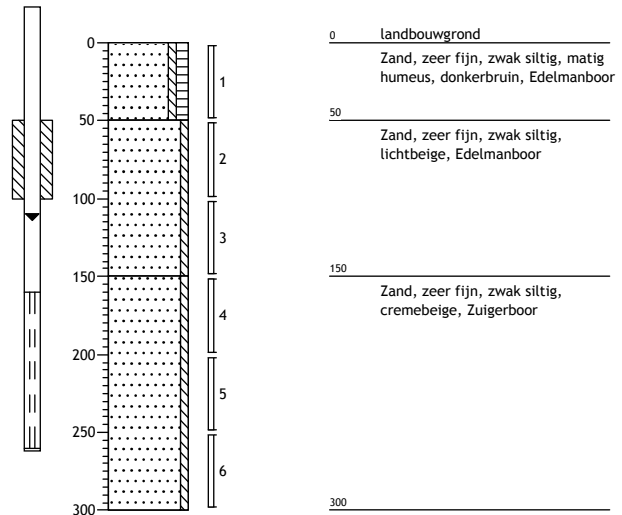 0
50
100
150
200
250
300
1
2
3
4
5
6
0 landbouwgrond
Zand, zeer fijn, zwak siltig, matig
humeus, donkerbruin, Edelmanboor
50
Zand, zeer fijn, zwak siltig,
lichtbeige, Edelmanboor
150
Zand, zeer fijn, zwak siltig,
cremebeige, Zuigerboor
300